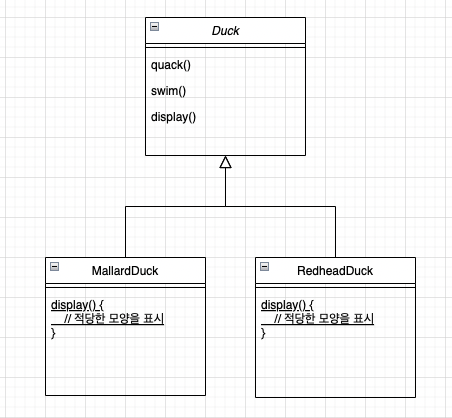 Duck
quack()
swim()
display()
MallardDuck
display() {
// 적당한 모양을 표시
}
RedheadDuck
display() {
// 적당한 모양을 표시
}